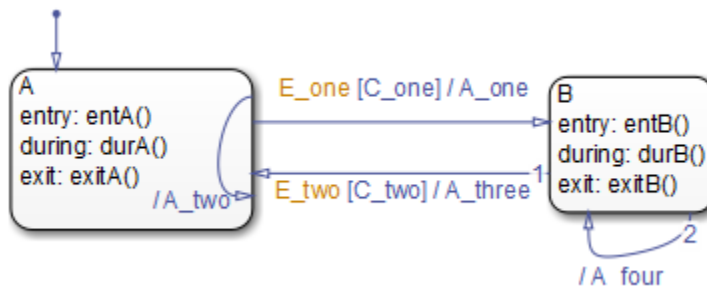 A
entry: entA()
during: durA()
exit: exitA()
/A_two
E_one [C_one] / A_one
1
E_two [C_two] / A_three
B
entry: entB()
during: durB()
exit: exitB()
2
/ A_four